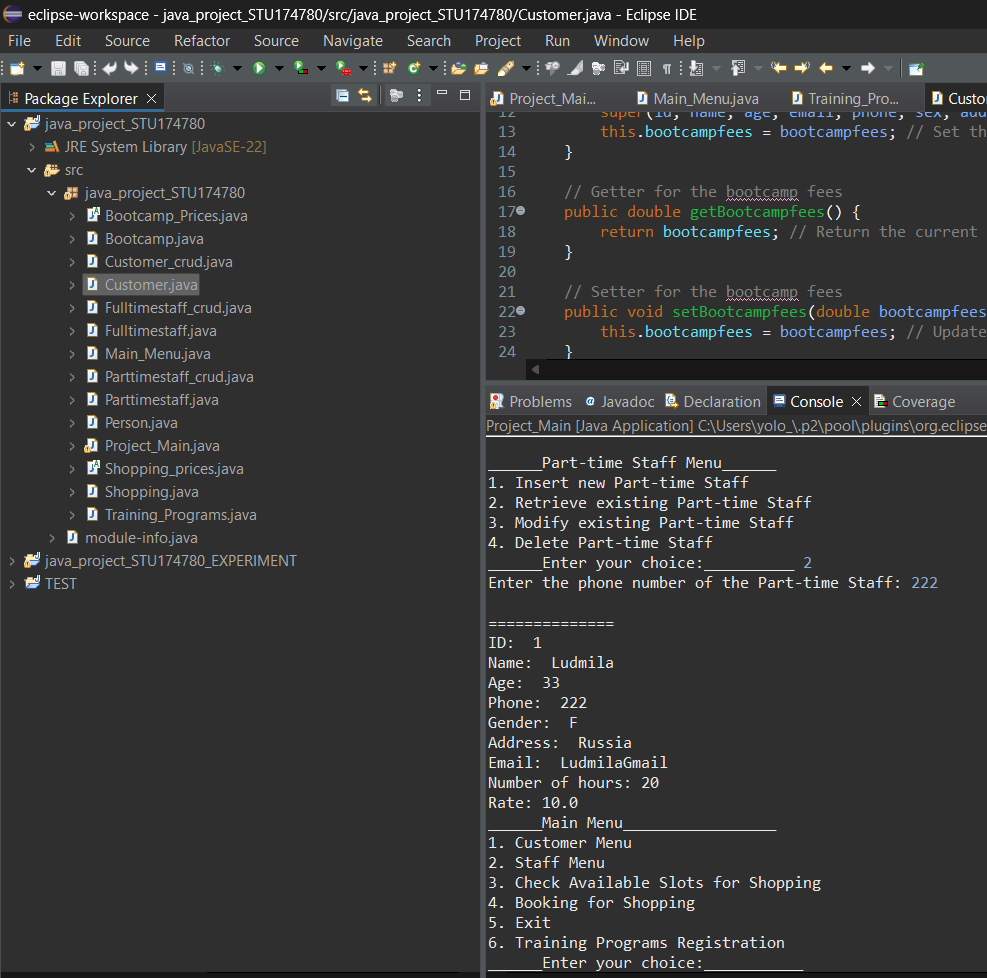 eclipse-workspace - java_project_STU174780/src/java_project_STU174780/Customer.java - Eclipse IDE
File Edit Source Refactor Source Navigate Search Project Run Window Help
Package Explorer
java_project_STU174780
JRE System Library [JavaSE-22]
src
java_project_STU174780
Bootcamp_Prices.java
Bootcamp.java
Customer_crud.java
Customer.java
Fulltimestaff_crud.java
Fulltimestaff.java
Main_Menu.java
Parttimestaff_crud.java
Parttimestaff.java
Person.java
Project_Main.java
Shopping_prices.java
Shopping.java
Training_Programs.java
module-info.java
java_project_STU174780_EXPERIMENT
TEST
Project_Mai... Main_Menu.java Training_Pro... Custo
12 super(id, name, age, email, phone, sex, add
13 this.bootcampfees = bootcampfees; // Set th
14 }
15
16 // Getter for the bootcamp fees
17 public double getBootcampfees() {
18 return bootcampfees; // Return the current
19 }
20
21 // Setter for the bootcamp fees
22 public void setBootcampfees(double bootcampfees
23 this.bootcampfees = bootcampfees; // Update
24 }
Problems Javadoc Declaration Console Coverage
Project_Main [Java Application] C:\Users\yolo_\.p2\pool\plugins\org.eclipse
______Part-time Staff Menu______
1. Insert new Part-time Staff
2. Retrieve existing Part-time Staff
3. Modify existing Part-time Staff
4. Delete Part-time Staff
______Enter your choice:__________ 2
Enter the phone number of the Part-time Staff: 222
==============
ID:  1
Name:  Ludmila
Age:  33
Phone:  222
Gender:  F
Address:  Russia
Email:  LudmilaGmail
Number of hours: 20
Rate: 10.0
______Main Menu_________________
1. Customer Menu
2. Staff Menu
3. Check Available Slots for Shopping
4. Booking for Shopping
5. Exit
6. Training Programs Registration
______Enter your choice:___________